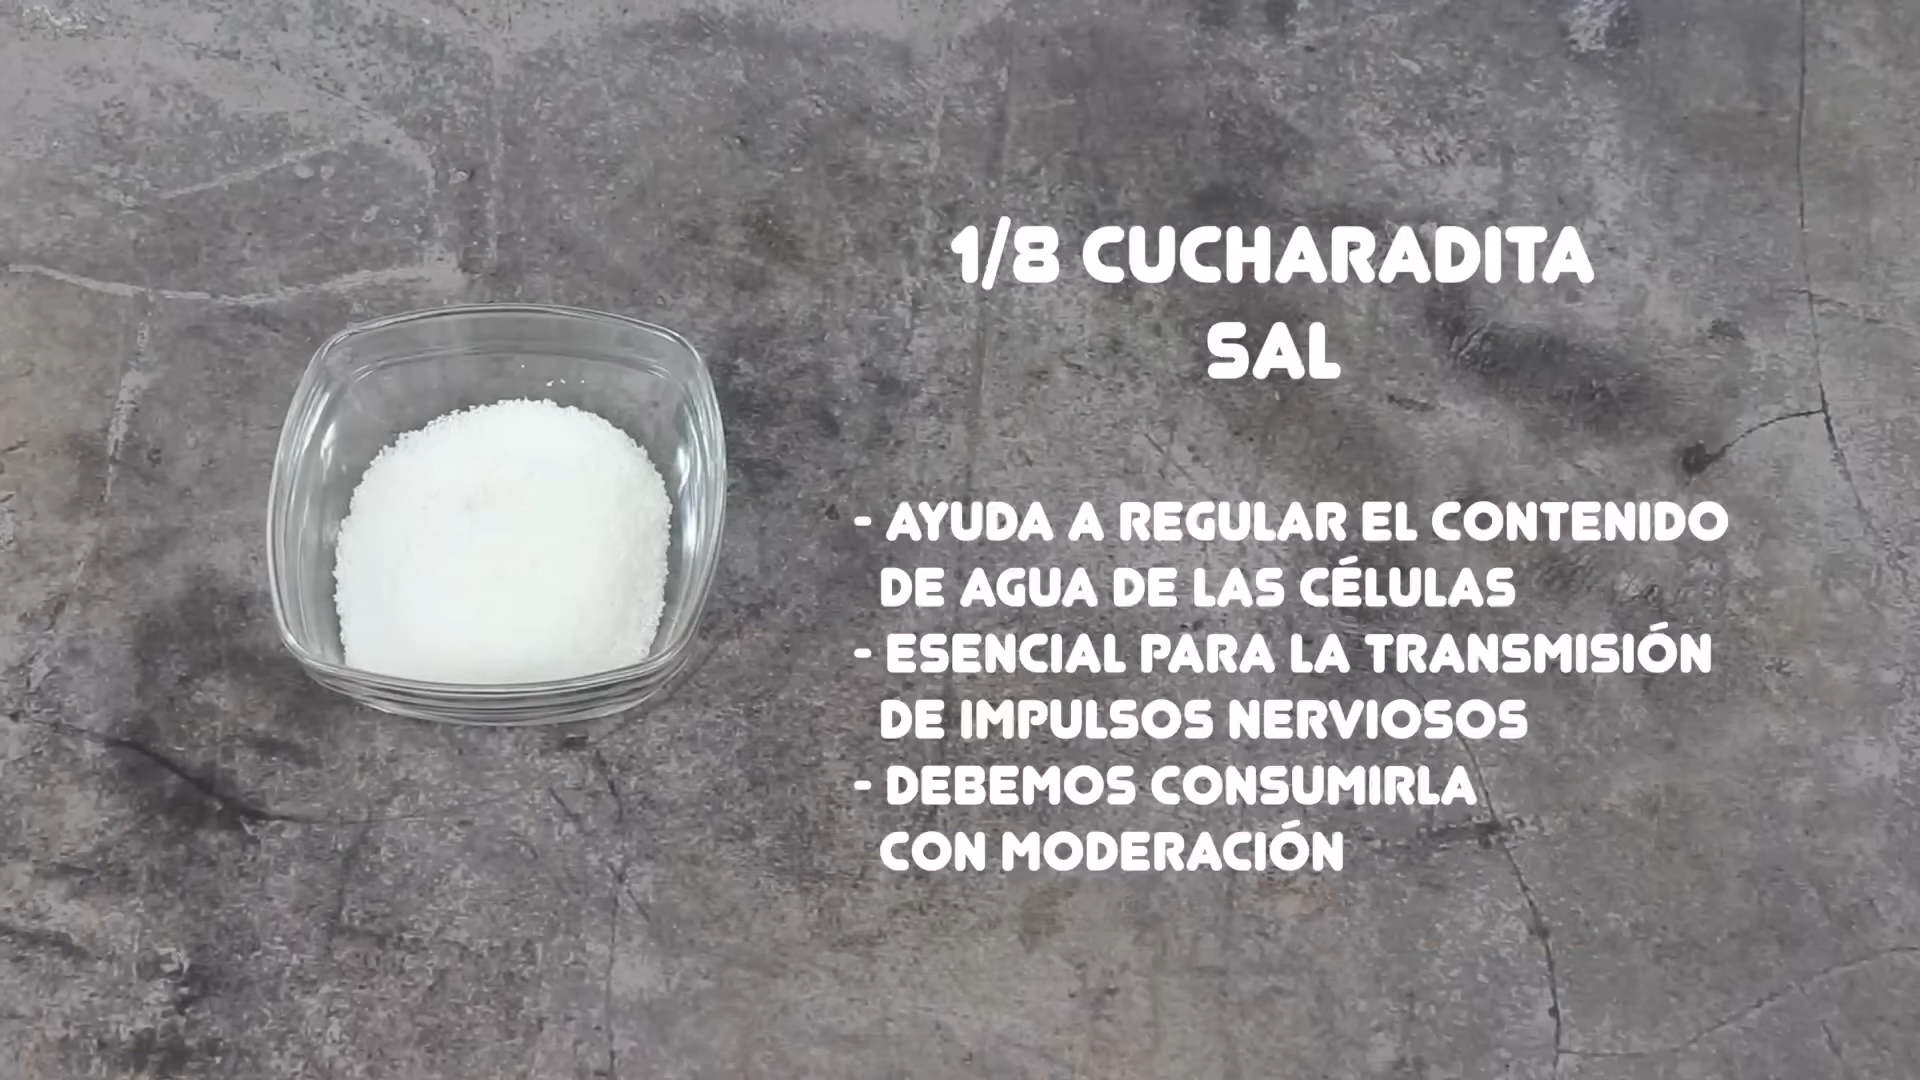 1/8 CUCHARADITA
SAL
- AYUDA A REGULAR EL CONTENIDO
DE AGUA DE LAS CÉLULAS
- ESENCIAL PARA LA TRANSMISIÓN
DE IMPULSOS NERVIOSOS
- DEBEMOS CONSUMIRLA
CON MODERACIÓN